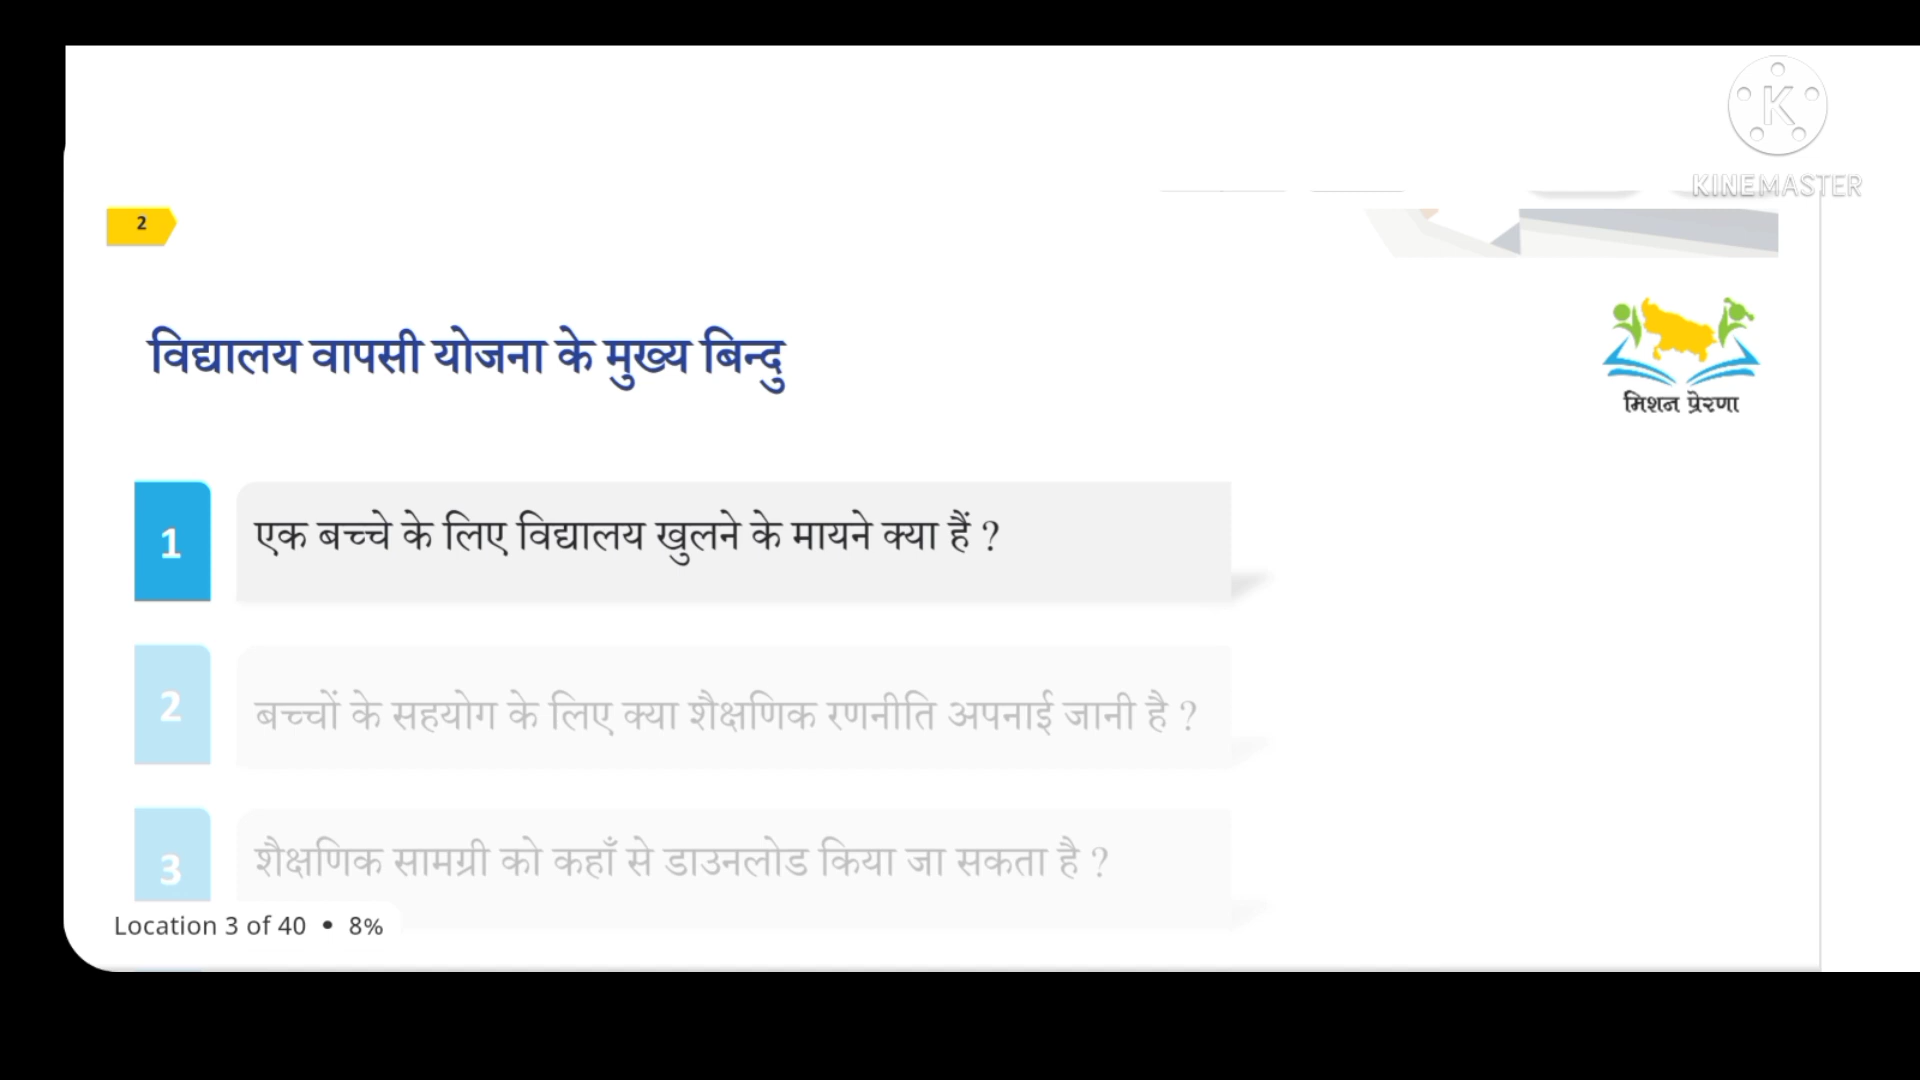 K
KINEMASTER
2
विद्यालय वापसी योजना के मुख्य बिन्दु
मिशन प्रेरणा
1
एक बच्चे के लिए विद्यालय खुलने के मायने क्या हैं ?
2
बच्चों के सहयोग के लिए क्या शैक्षणिक रणनीति अपनाई जानी है ?
3
शैक्षणिक सामग्री को कहाँ से डाउनलोड किया जा सकता है ?
Location 3 of 40 • 8%